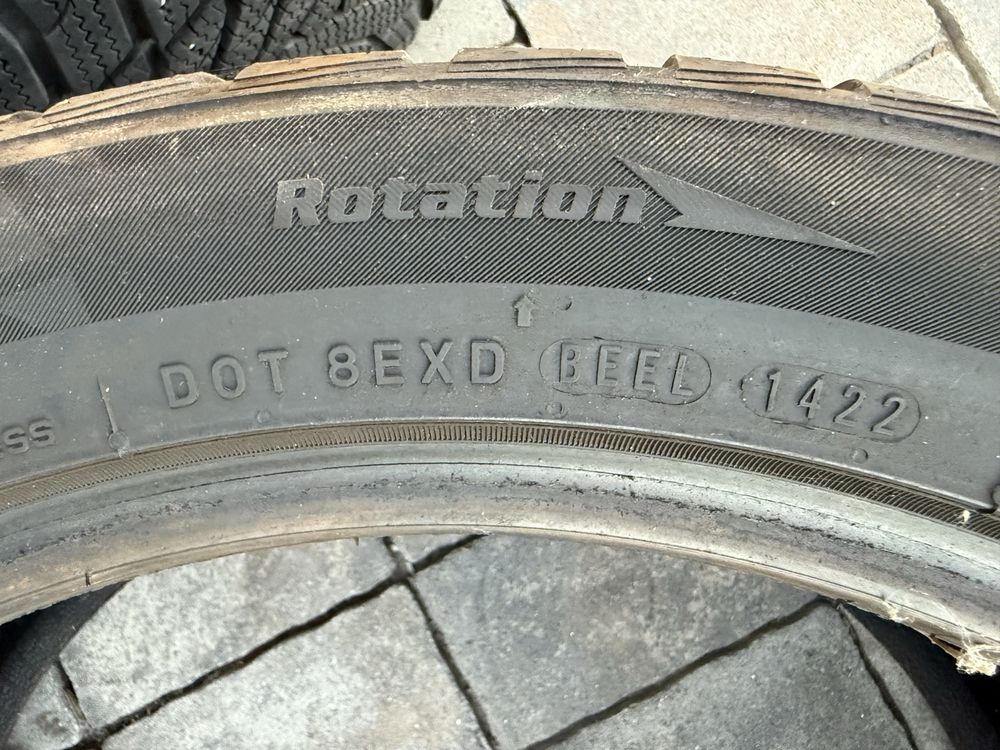 Rotation
DOT 8EXD BEEL 1422